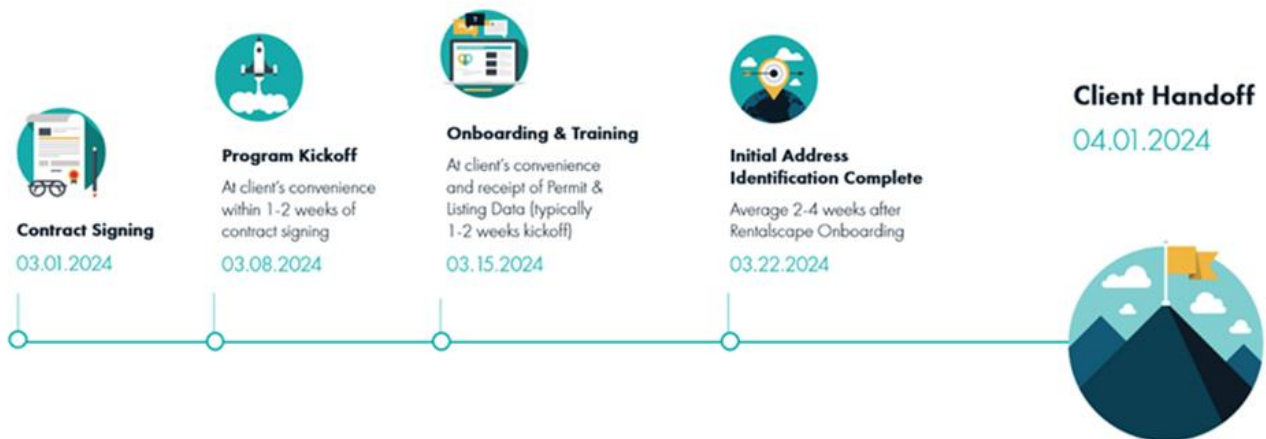 Contract Signing
03.01.2024
Program Kickoff
At client's convenience
within 1-2 weeks of
contract signing
03.08.2024
Onboarding & Training
At client's convenience
and receipt of Permit &
Listing Data (typically
1-2 weeks kickoff)
03.15.2024
Initial Address
Identification Complete
Average 2-4 weeks after
Rentalscape Onboarding
03.22.2024
Client Handoff
04.01.2024